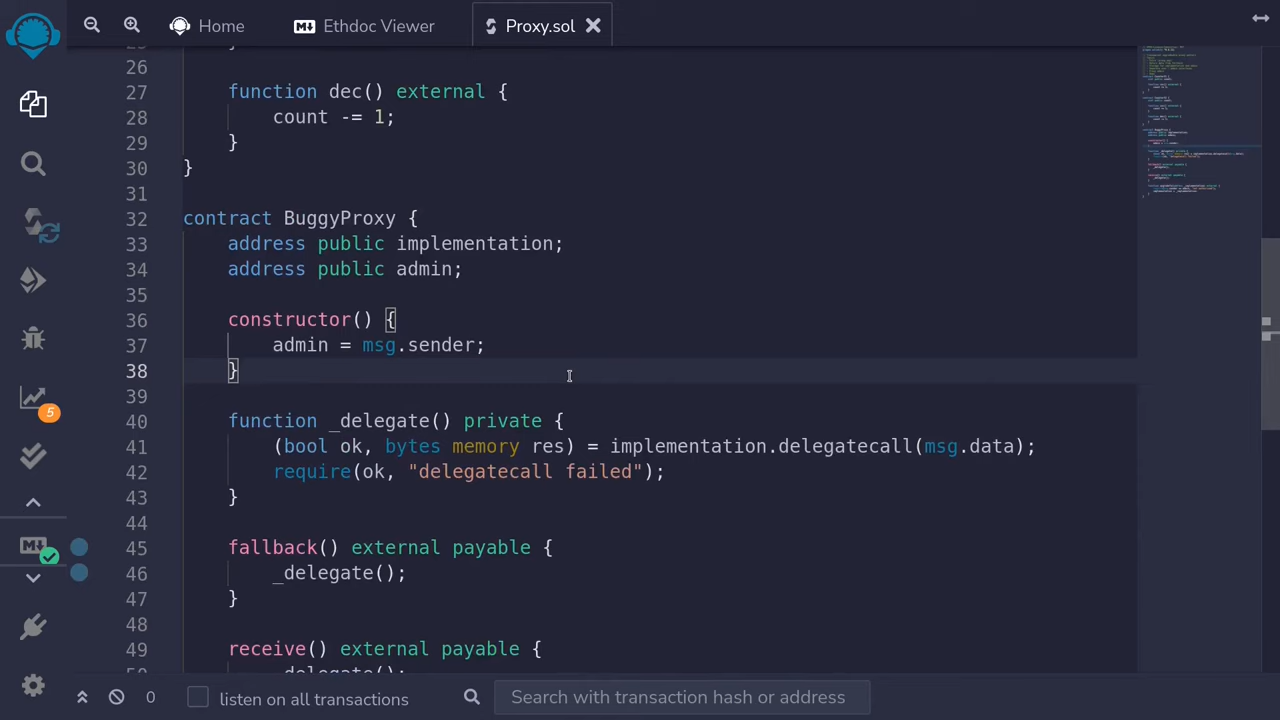 Home
Ethdoc Viewer
Proxy.sol
26
27 function dec() external {
28 count -= 1;
29 }
30 }
31
32 contract BuggyProxy {
33 address public implementation;
34 address public admin;
35
36 constructor() {
37 admin = msg.sender;
38 }
39
40 function _delegate() private {
41 (bool ok, bytes memory res) = implementation.delegatecall(msg.data);
42 require(ok, "delegatecall failed");
43 }
44
45 fallback() external payable {
46 _delegate();
47 }
48
49 receive() external payable {
50 _delegate();
5
0
listen on all transactions
Search with transaction hash or address